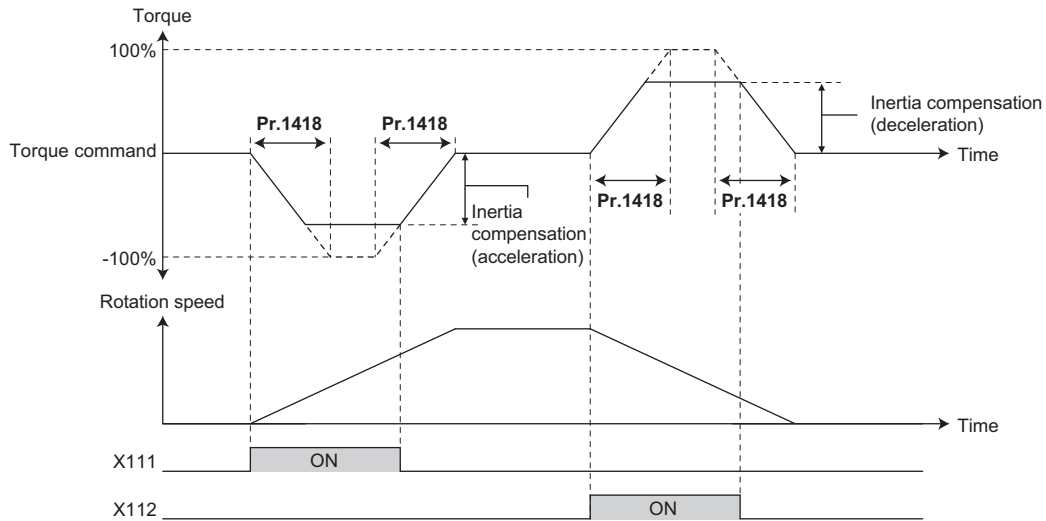 Torque
100%
Pr.1418
Pr.1418
Inertia compensation
(deceleration)
Torque command
Time
Pr.1418
Pr.1418
Inertia
compensation
(acceleration)
-100%
Rotation speed
Time
X111
ON
X112
ON